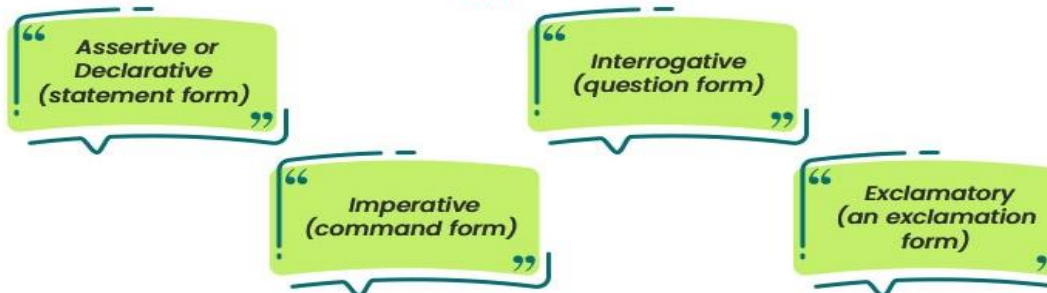 Assertive or
Declarative
(statement form)
Imperative
(command form)
Interrogative
(question form)
Exclamatory
(an exclamation
form)